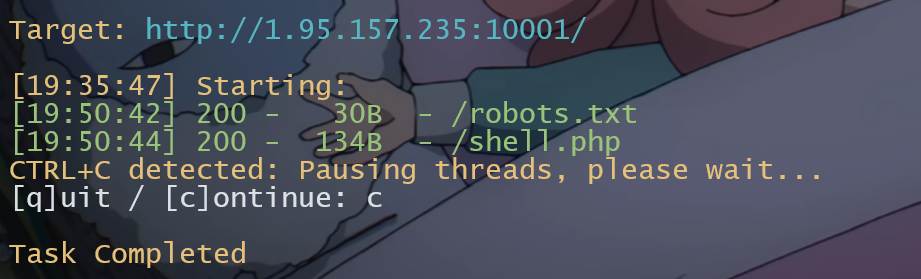 Target: http://1.95.157.235:10001/
[19:35:47] Starting:
[19:50:42] 200 -   30B  - /robots.txt
[19:50:44] 200 -  134B  - /shell.php
CTRL+C detected: Pausing threads, please wait...
[q]uit / [c]ontinue: c
Task Completed